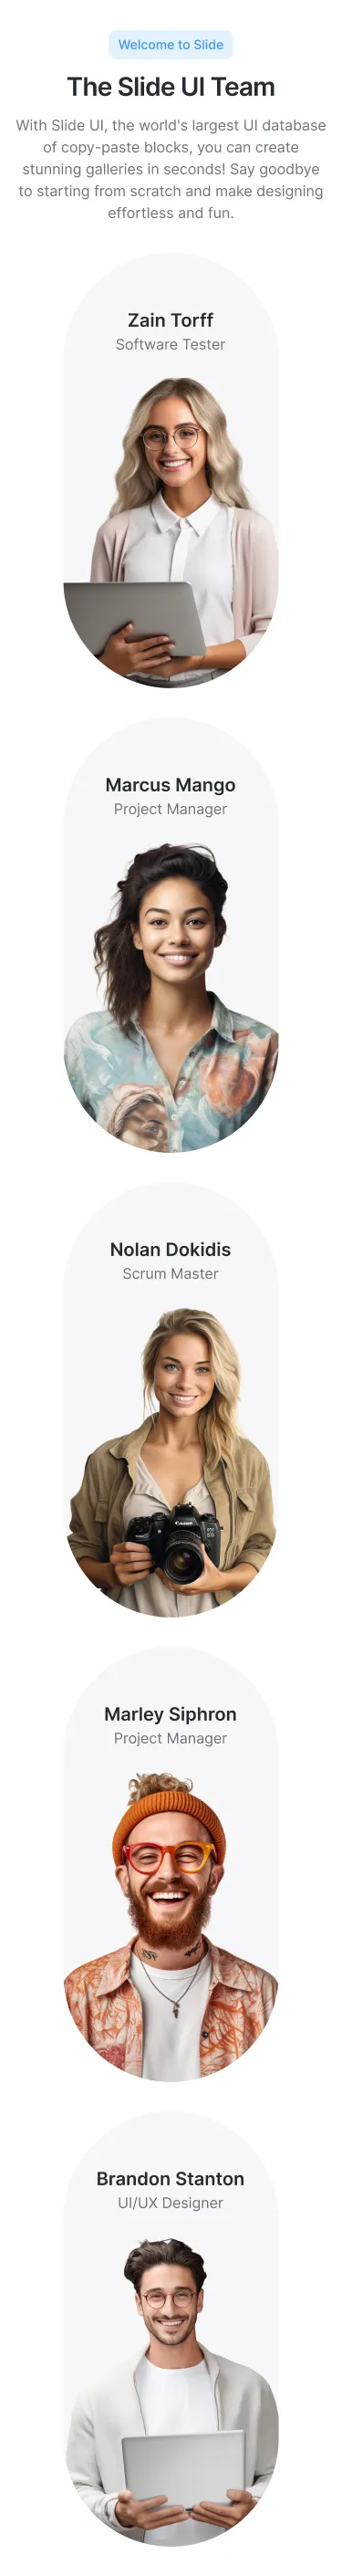 Welcome to Slide
The Slide UI Team
With Slide UI, the world's largest UI database
of copy-paste blocks, you can create
stunning galleries in seconds! Say goodbye
to starting from scratch and make designing
effortless and fun.
Zain Torff
Software Tester
Marcus Mango
Project Manager
Nolan Dokidis
Scrum Master
Canon
Marley Siphron
Project Manager
Brandon Stanton
UI/UX Designer